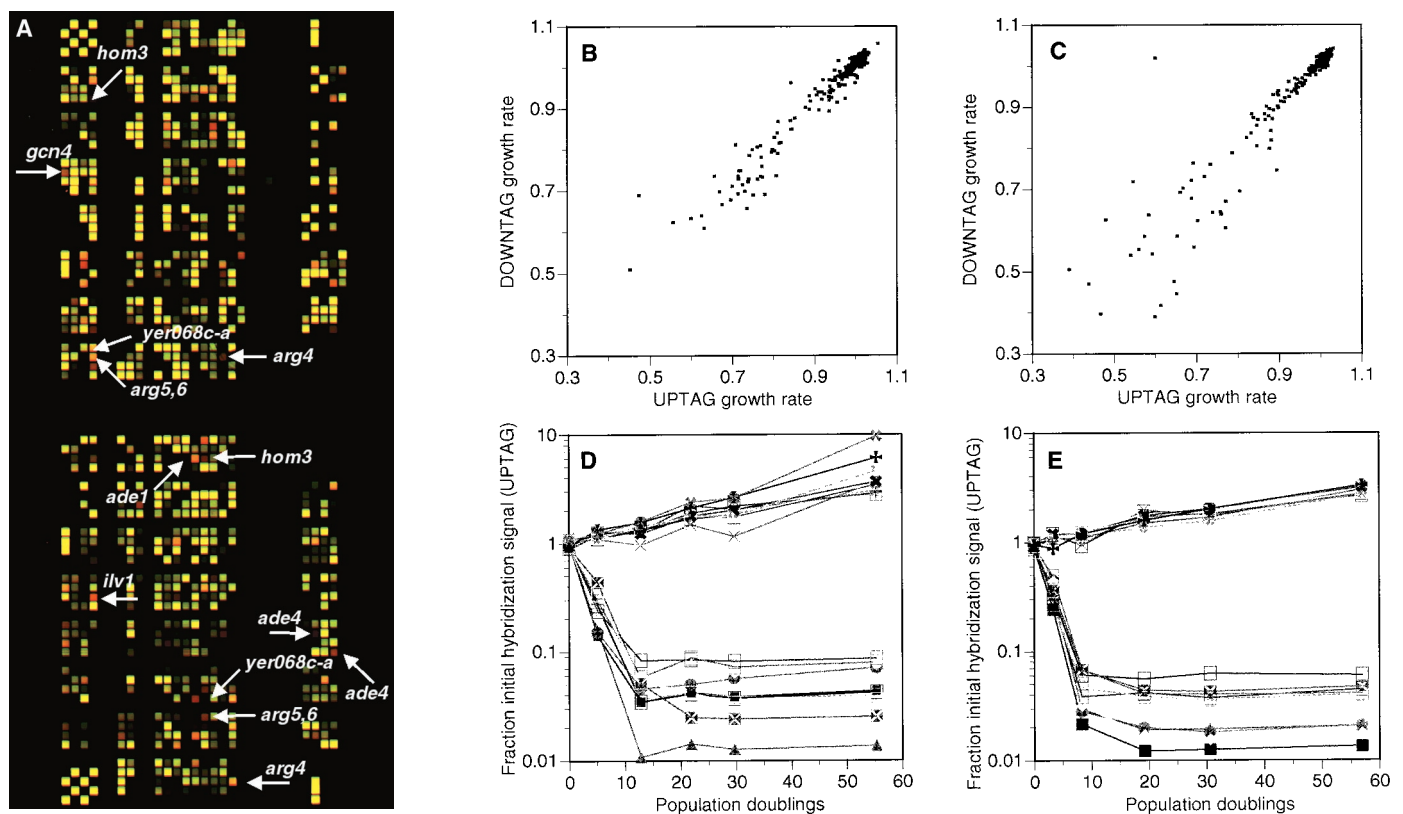 A
hom3
gcn4
yer068c-a
arg4
arg5,6
hom3
ade1
ilv1
ade4
yer068c-a
ade4
arg5,6
arg4
B
DOWNTAG growth rate
1.1
0.9
0.7
0.5
0.3
0.3 0.5 0.7 0.9 1.1
UPTAG growth rate
C
DOWNTAG growth rate
1.1
0.9
0.7
0.5
0.3
0.3 0.5 0.7 0.9 1.1
UPTAG growth rate
D
Fraction initial hybridization signal (UPTAG)
10
1
0.1
0.01
0 10 20 30 40 50 60
Population doublings
E
Fraction initial hybridization signal (UPTAG)
10
1
0.1
0.01
0 10 20 30 40 50 60
Population doublings